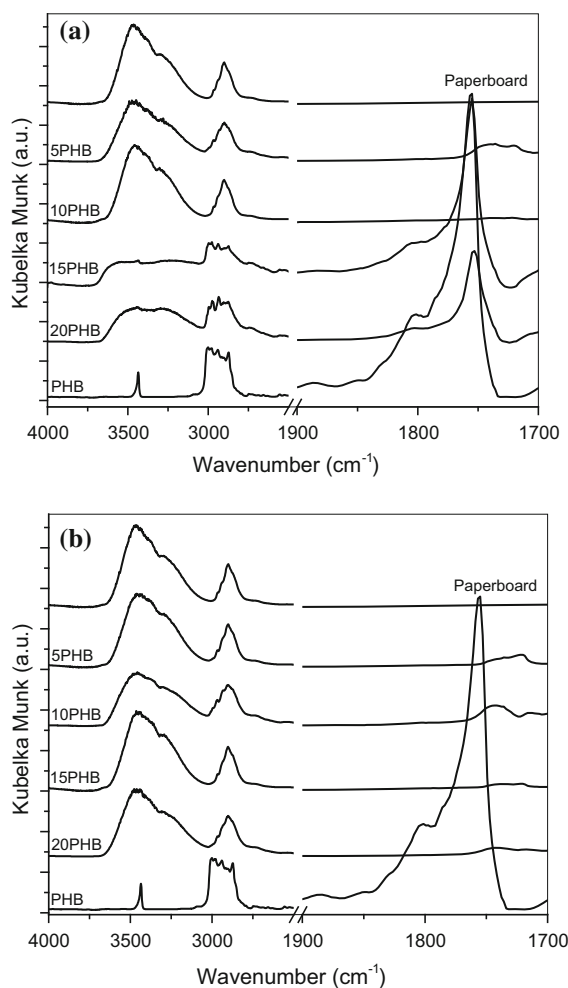 (a)
Paperboard
5PHB
10PHB
15PHB
20PHB
PHB
Kubelka Munk (a.u.)
4000 3500 3000 1900 1800 1700
Wavenumber (cm⁻¹)
(b)
Paperboard
5PHB
10PHB
15PHB
20PHB
PHB
Kubelka Munk (a.u.)
4000 3500 3000 1900 1800 1700
Wavenumber (cm⁻¹)